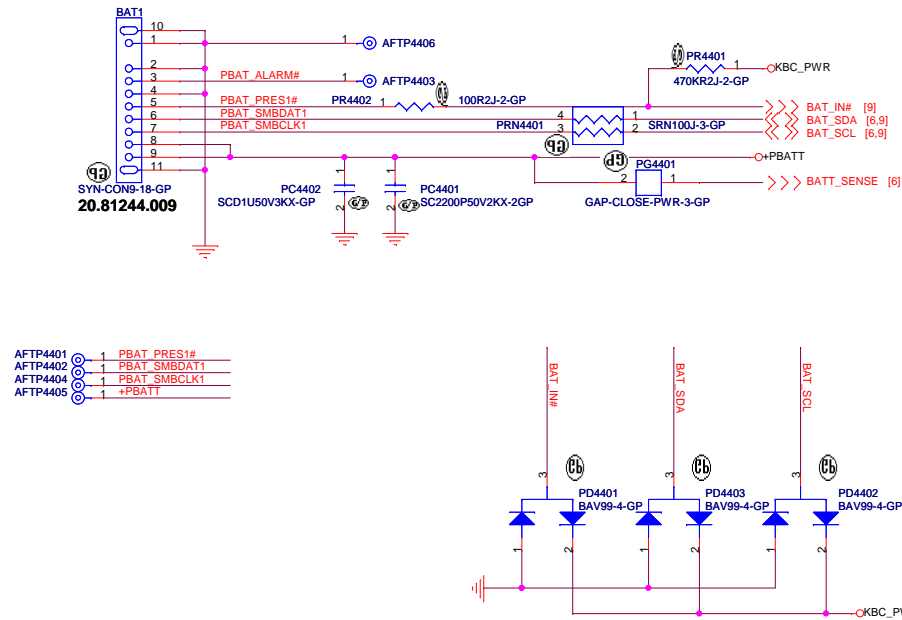 BAT1
10
1
2
3
4
5
6
7
8
9
11
SYN-CON9-18-GP
20.81244.009
1
AFTP4406
PBAT_ALARM#
1
AFTP4403
PBAT_PRES1#
PR4402
1
100R2J-2-GP
PBAT_SMBDAT1
PBAT_SMBCLK1
PR4401
1
KBC_PWR
470KR2J-2-GP
PRN4401
4
3
1
2
SRN100J-3-GP
BAT_IN# [9]
BAT_SDA [6,9]
BAT_SCL [6,9]
+PBATT
PG4401
2
1
GAP-CLOSE-PWR-3-GP
BATT_SENSE [6]
PC4402
SCD1U50V3KX-GP
1
2
PC4401
SC2200P50V2KX-2GP
1
2
AFTP4401 1 PBAT_PRES1#
AFTP4402 1 PBAT_SMBDAT1
AFTP4404 1 PBAT_SMBCLK1
AFTP4405 1 +PBATT
BAT_IN#
BAT_SDA
BAT_SCL
3
3
3
PD4401
BAV99-4-GP
PD4403
BAV99-4-GP
PD4402
BAV99-4-GP
1
2
1
2
1
2